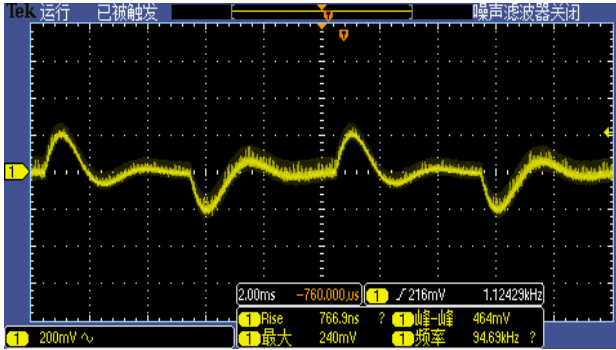 Tek 运行 已被触发 噪声滤波器关闭
1
2.00ms -760.000us 1 216mV 1.12429kHz
1 Rise 766.9ns ? 1 峰-峰 464mV
1 最大 240mV 1 频率 94.69kHz ?
1 200mV